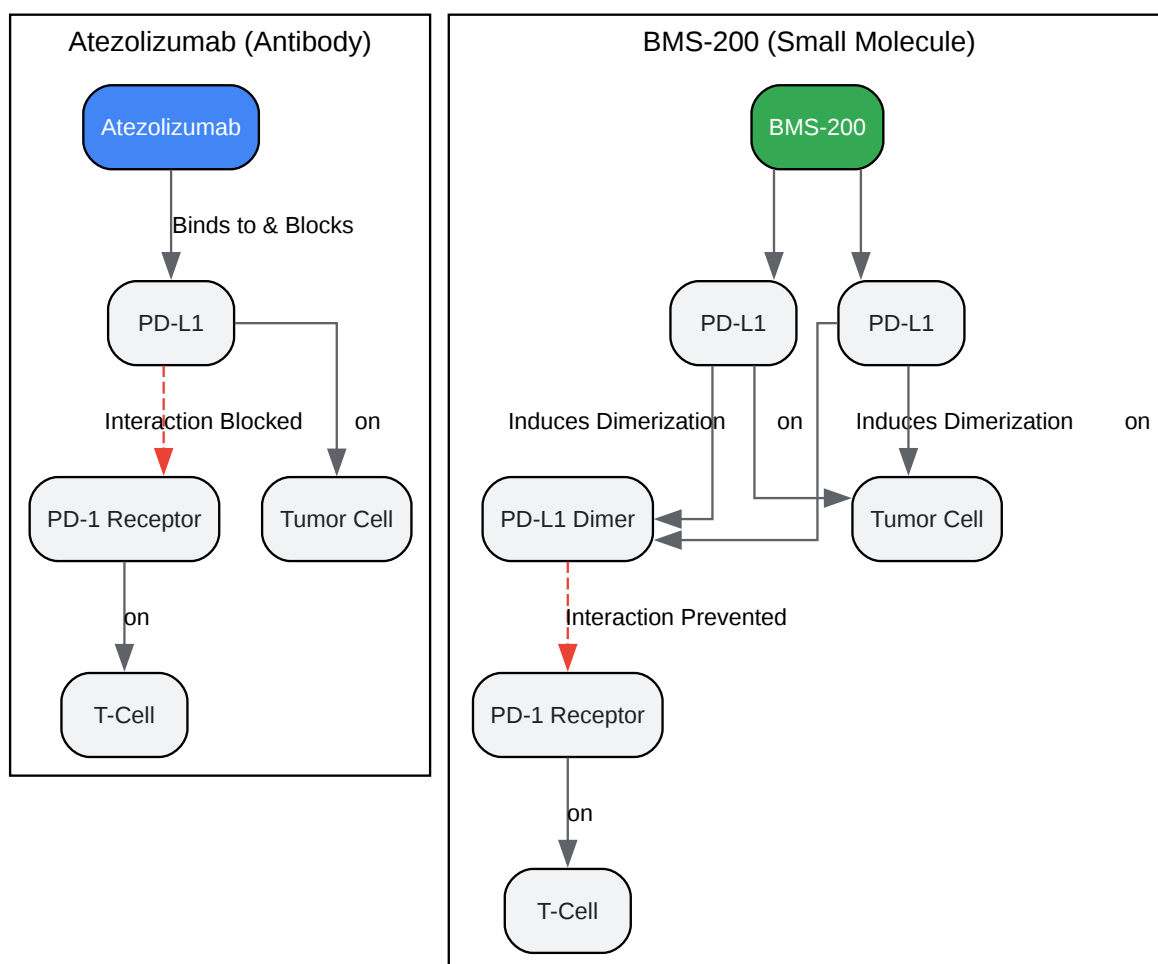 Atezolizumab (Antibody)
Atezolizumab
Binds to & Blocks
PD-L1
Interaction Blocked
on
PD-1 Receptor
Tumor Cell
on
T-Cell
BMS-200 (Small Molecule)
BMS-200
PD-L1
PD-L1
Induces Dimerization
on
Induces Dimerization
on
PD-L1 Dimer
Tumor Cell
Interaction Prevented
PD-1 Receptor
on
T-Cell